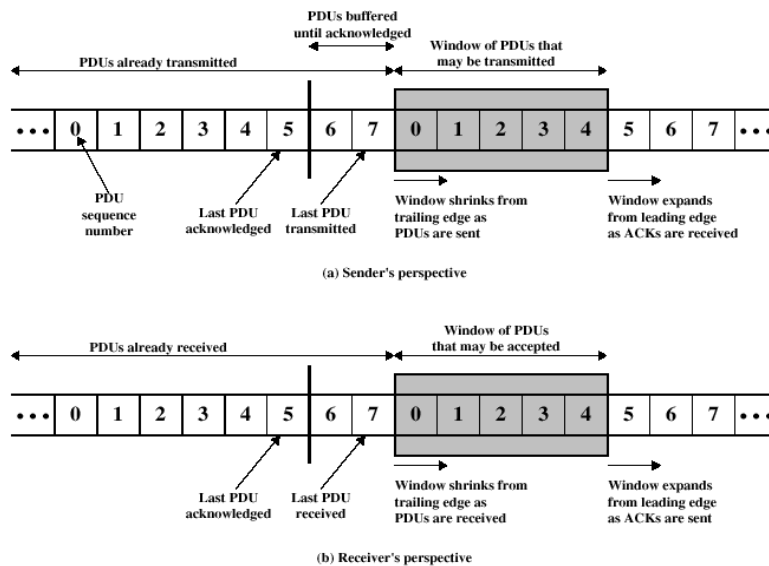 PDUs buffered
until acknowledged
Window of PDUs that
may be transmitted
PDUs already transmitted
••• 0 1 2 3 4 5 6 7 0 1 2 3 4 5 6 7 •••
PDU
sequence
number
Last PDU
acknowledged
Last PDU
transmitted
Window shrinks from
trailing edge as
PDUs are sent
Window expands
from leading edge
as ACKs are received
(a) Sender's perspective
PDUs already received
Window of PDUs
that may be accepted
••• 0 1 2 3 4 5 6 7 0 1 2 3 4 5 6 7 •••
Last PDU
acknowledged
Last PDU
received
Window shrinks from
trailing edge as
PDUs are received
Window expands
from leading edge
as ACKs are sent
(b) Receiver's perspective